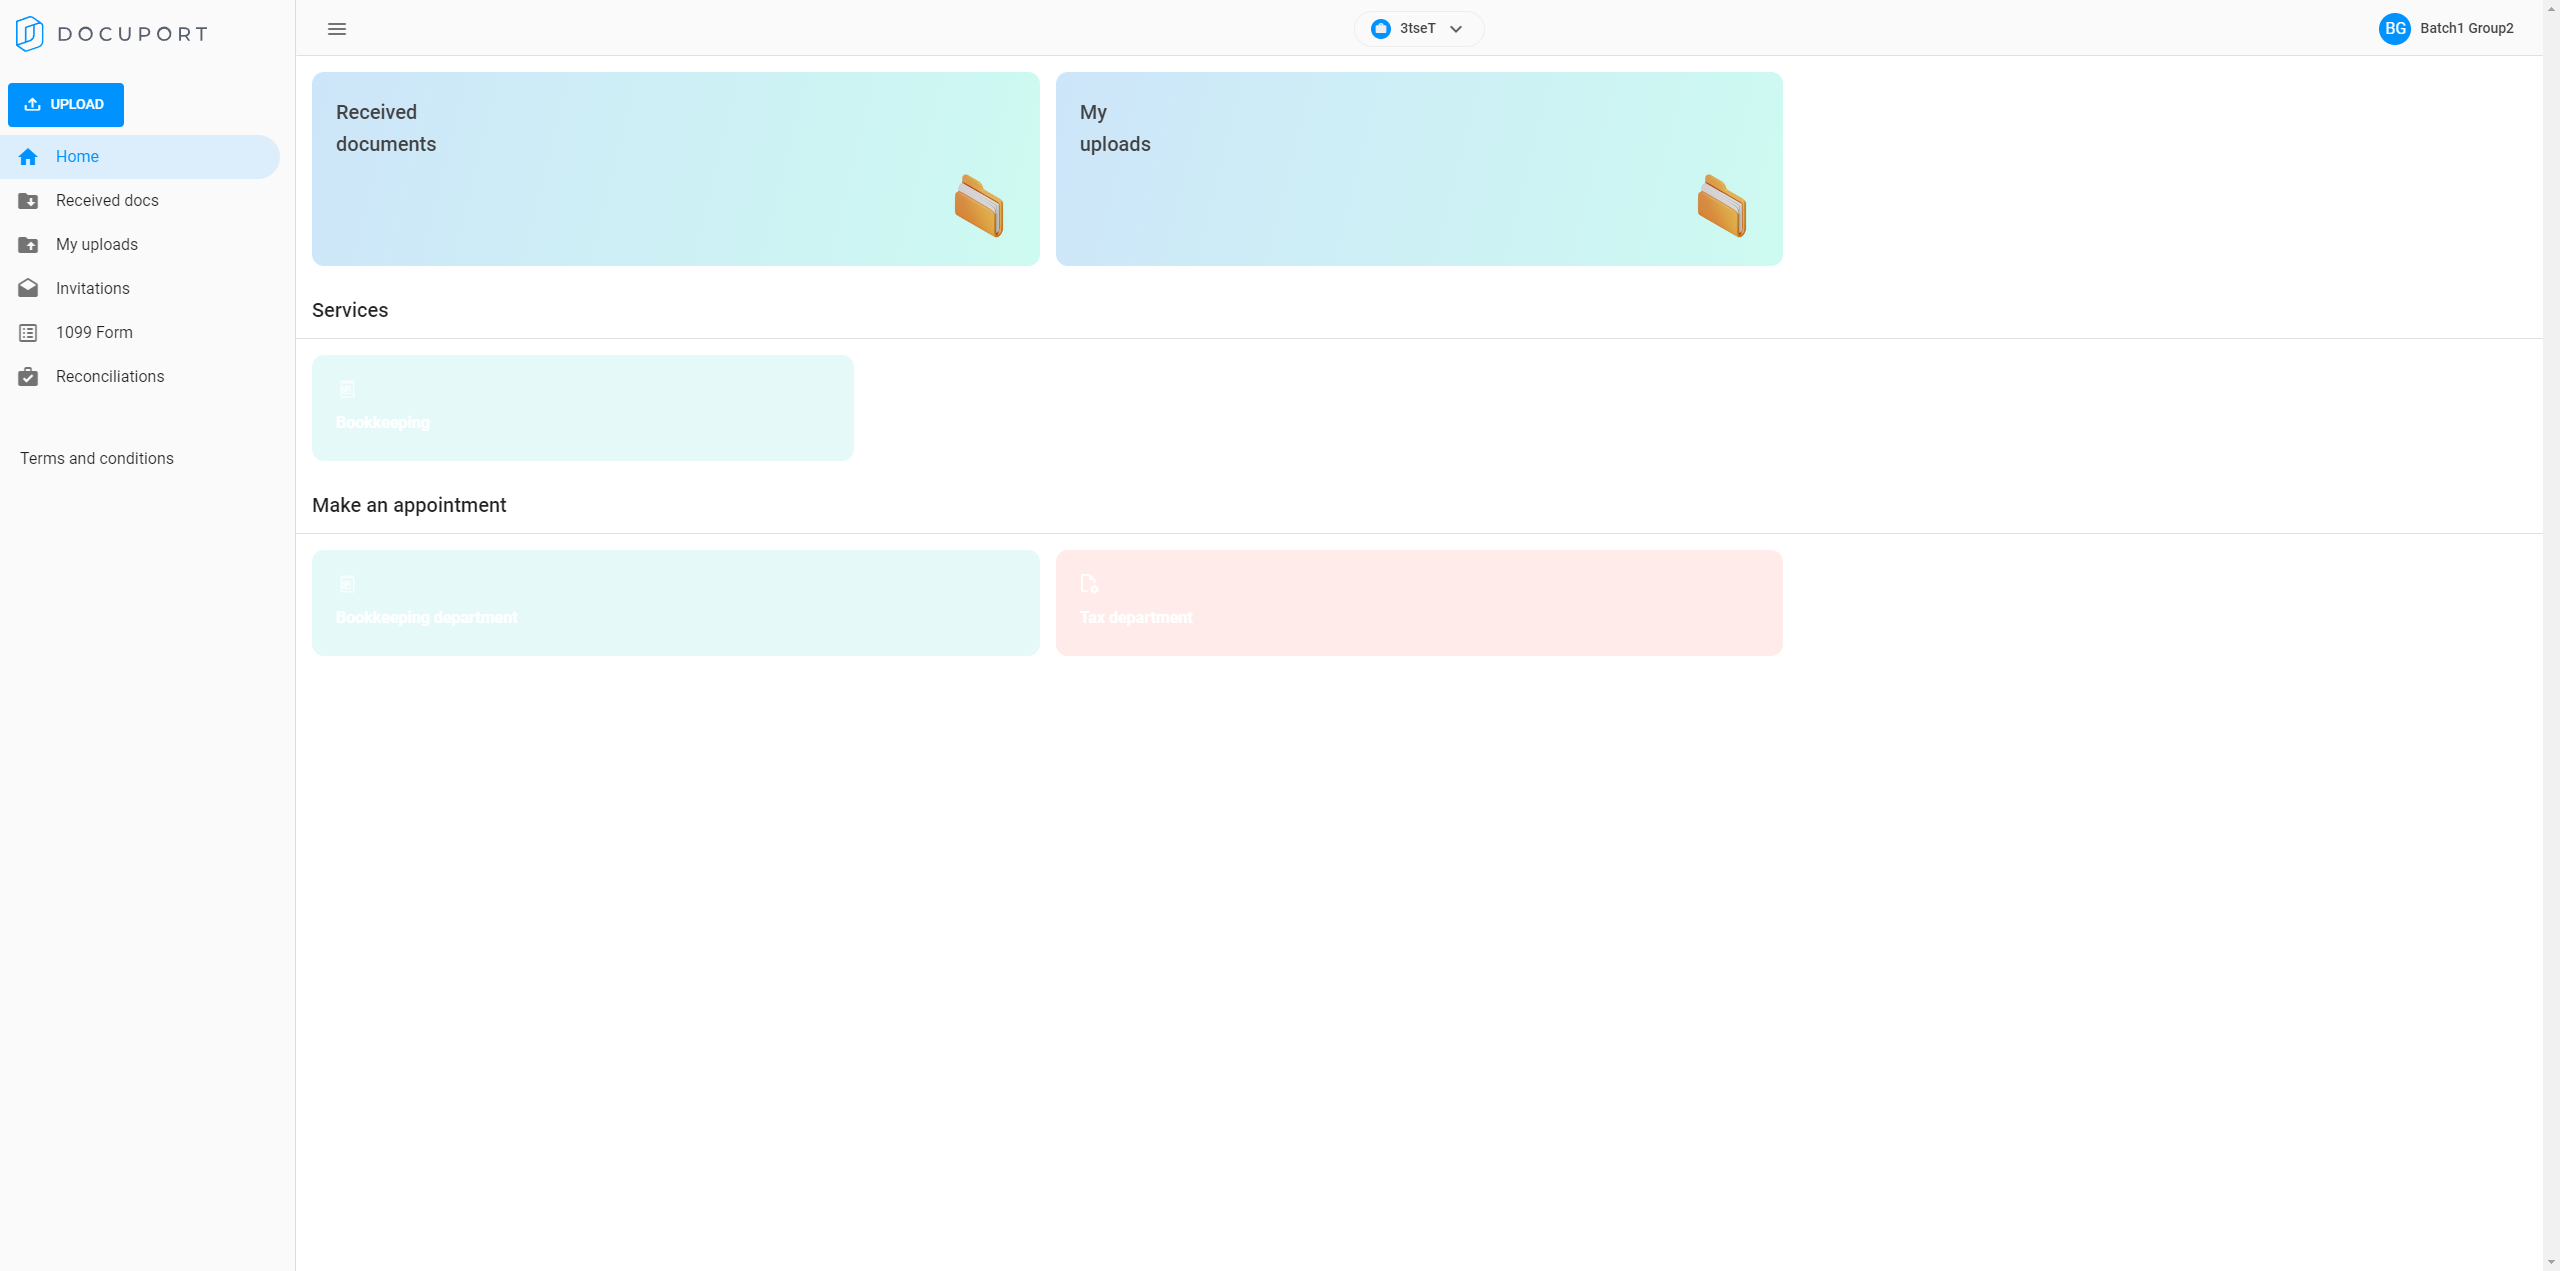 DOCUPORT
UPLOAD
Home
Received docs
My uploads
Invitations
1099 Form
Reconciliations
Terms and conditions
3tseT
BG Batch1 Group2
Received
documents
My
uploads
Services
Bookkeeping
Make an appointment
Bookkeeping department
Tax department